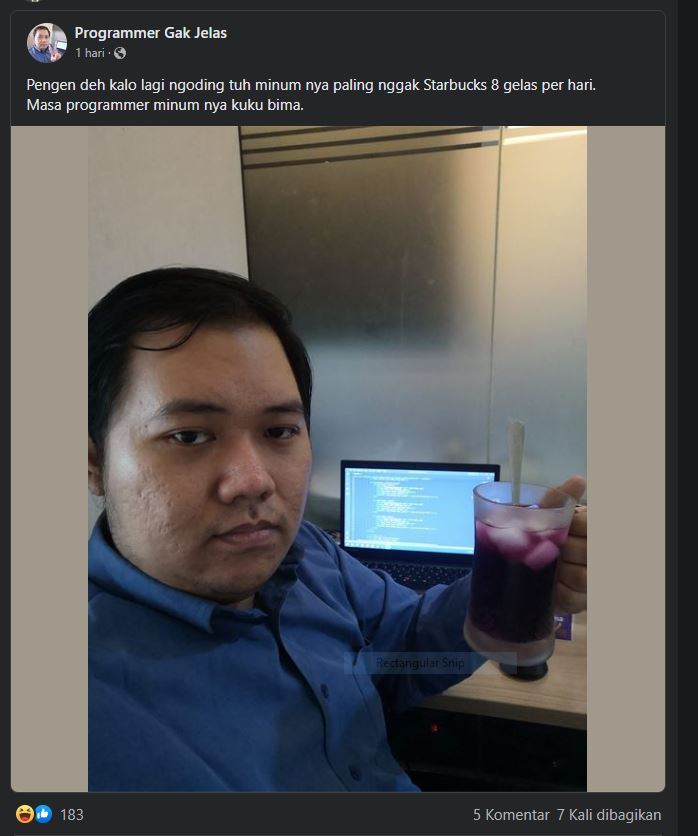 Programmer Gak Jelas
1 hari ·
Pengen deh kalo lagi ngoding tuh minum nya paling nggak Starbucks 8 gelas per hari.
Masa programmer minum nya kuku bima.
Rectangular Snip
183
5 Komentar 7 Kali dibagikan